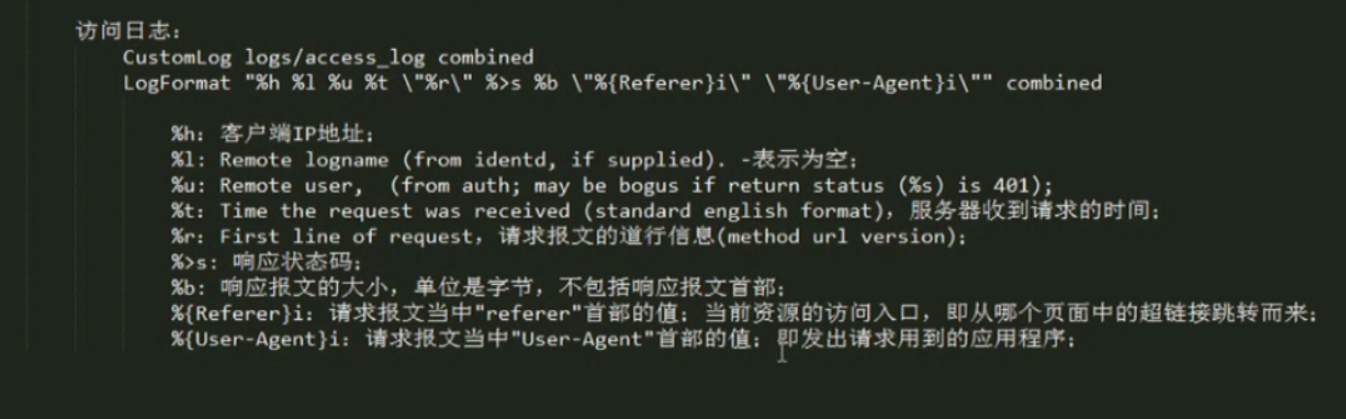 访问日志：
CustomLog logs/access_log combined
LogFormat "%h %l %u %t \"%r\" %>s %b \"%{Referer}i\" \"%{User-Agent}i\"" combined
%h: 客户端IP地址；
%l: Remote logname (from identd, if supplied). -表示为空；
%u: Remote user, (from auth; may be bogus if return status (%s) is 401);
%t: Time the request was received (standard english format), 服务器收到请求的时间；
%r: First line of request, 请求报文的道行信息(method url version);
%>s: 响应状态码；
%b: 响应报文的大小，单位是字节，不包括响应报文首部；
%{Referer}i: 请求报文当中"referer"首部的值；当前资源的访问入口，即从哪个页面中的超链接跳转而来；
%{User-Agent}i: 请求报文当中"User-Agent"首部的值；即发出请求用到的应用程序；